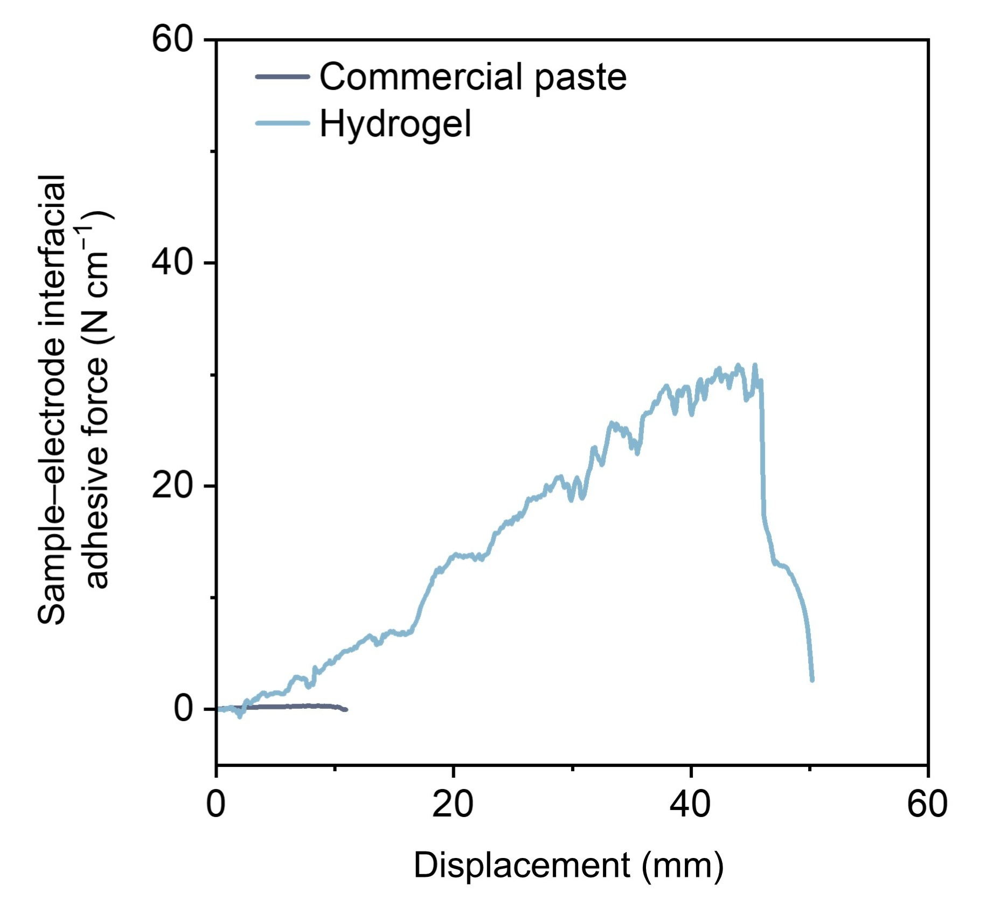 60
Commercial paste
Hydrogel
40
20
0
Sample–electrode interfacial
adhesive force (N cm⁻¹)
0 20 40 60
Displacement (mm)